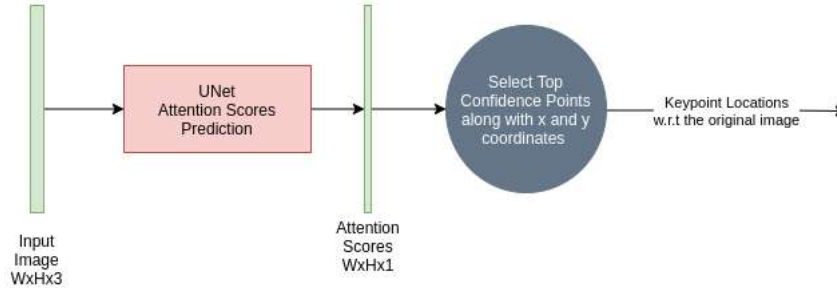 UNet
Attention Scores
Prediction
Select Top
Confidence Points
along with x and y
coordinates
Keypoint Locations
w.r.t the original image
Input
Image
WxHx3
Attention
Scores
WxHx1